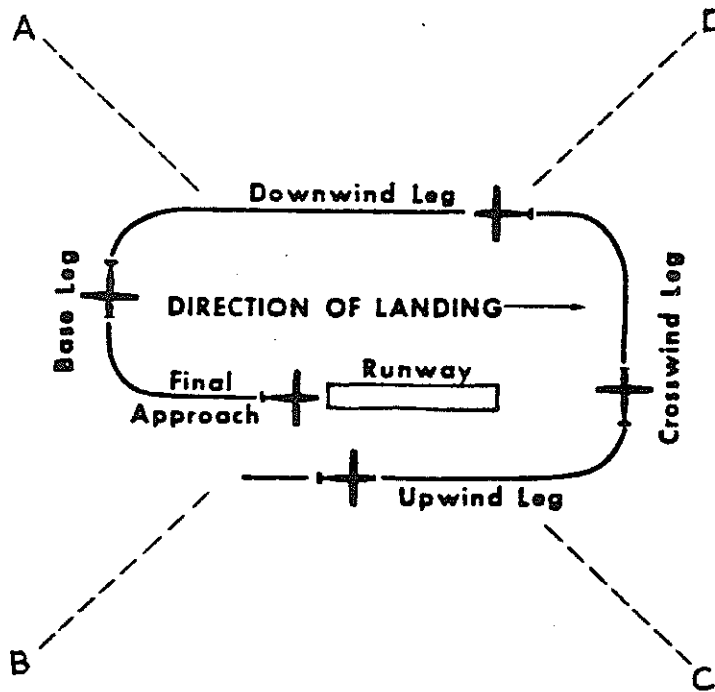 A
D
Downwind Leg
Base Leg
DIRECTION OF LANDING
Crosswind Leg
Final
Approach
Runway
Upwind Leg
B
C